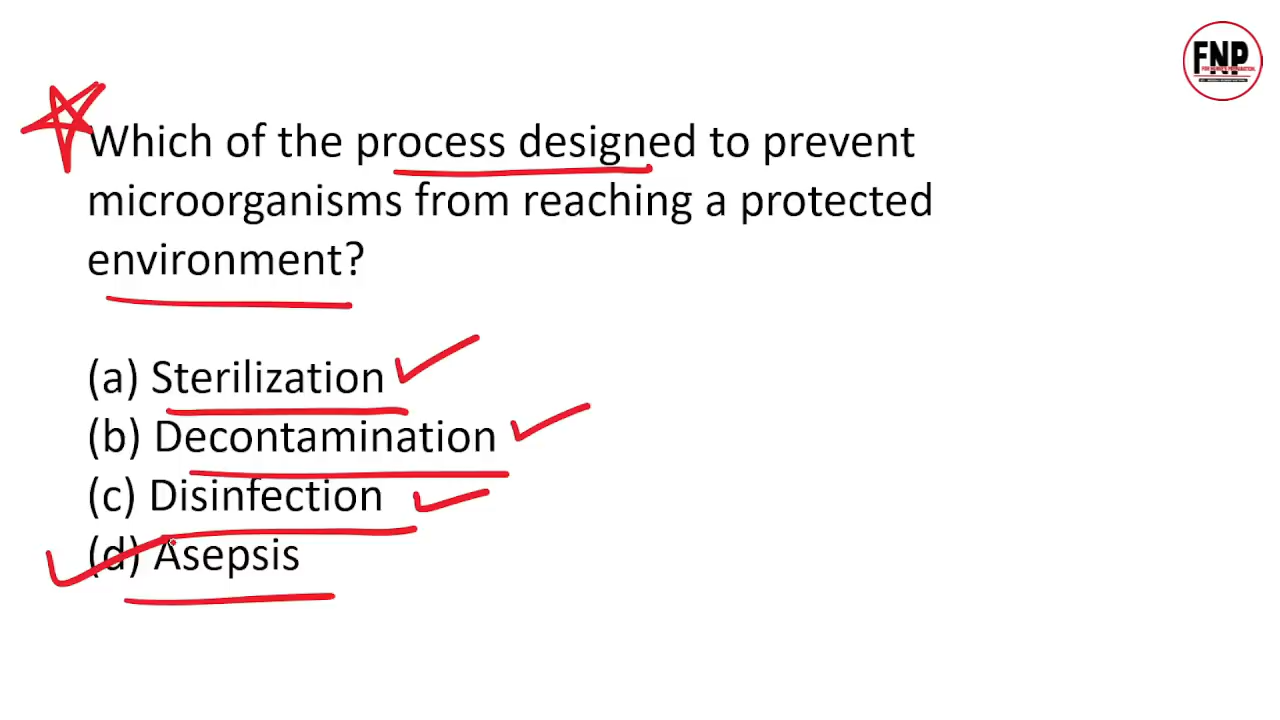 FNP
Which of the process designed to prevent
microorganisms from reaching a protected
environment?
(a) Sterilization
(b) Decontamination
(c) Disinfection
(d) Asepsis